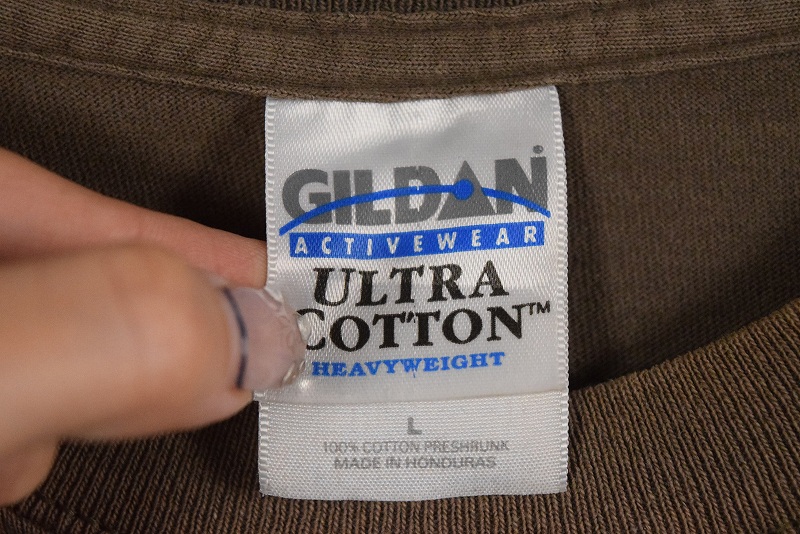 GILDAN
ACTIVEWEAR
ULTRA
COTTON™
HEAVYWEIGHT
L
100% COTTON PRESHRUNK
MADE IN HONDURAS